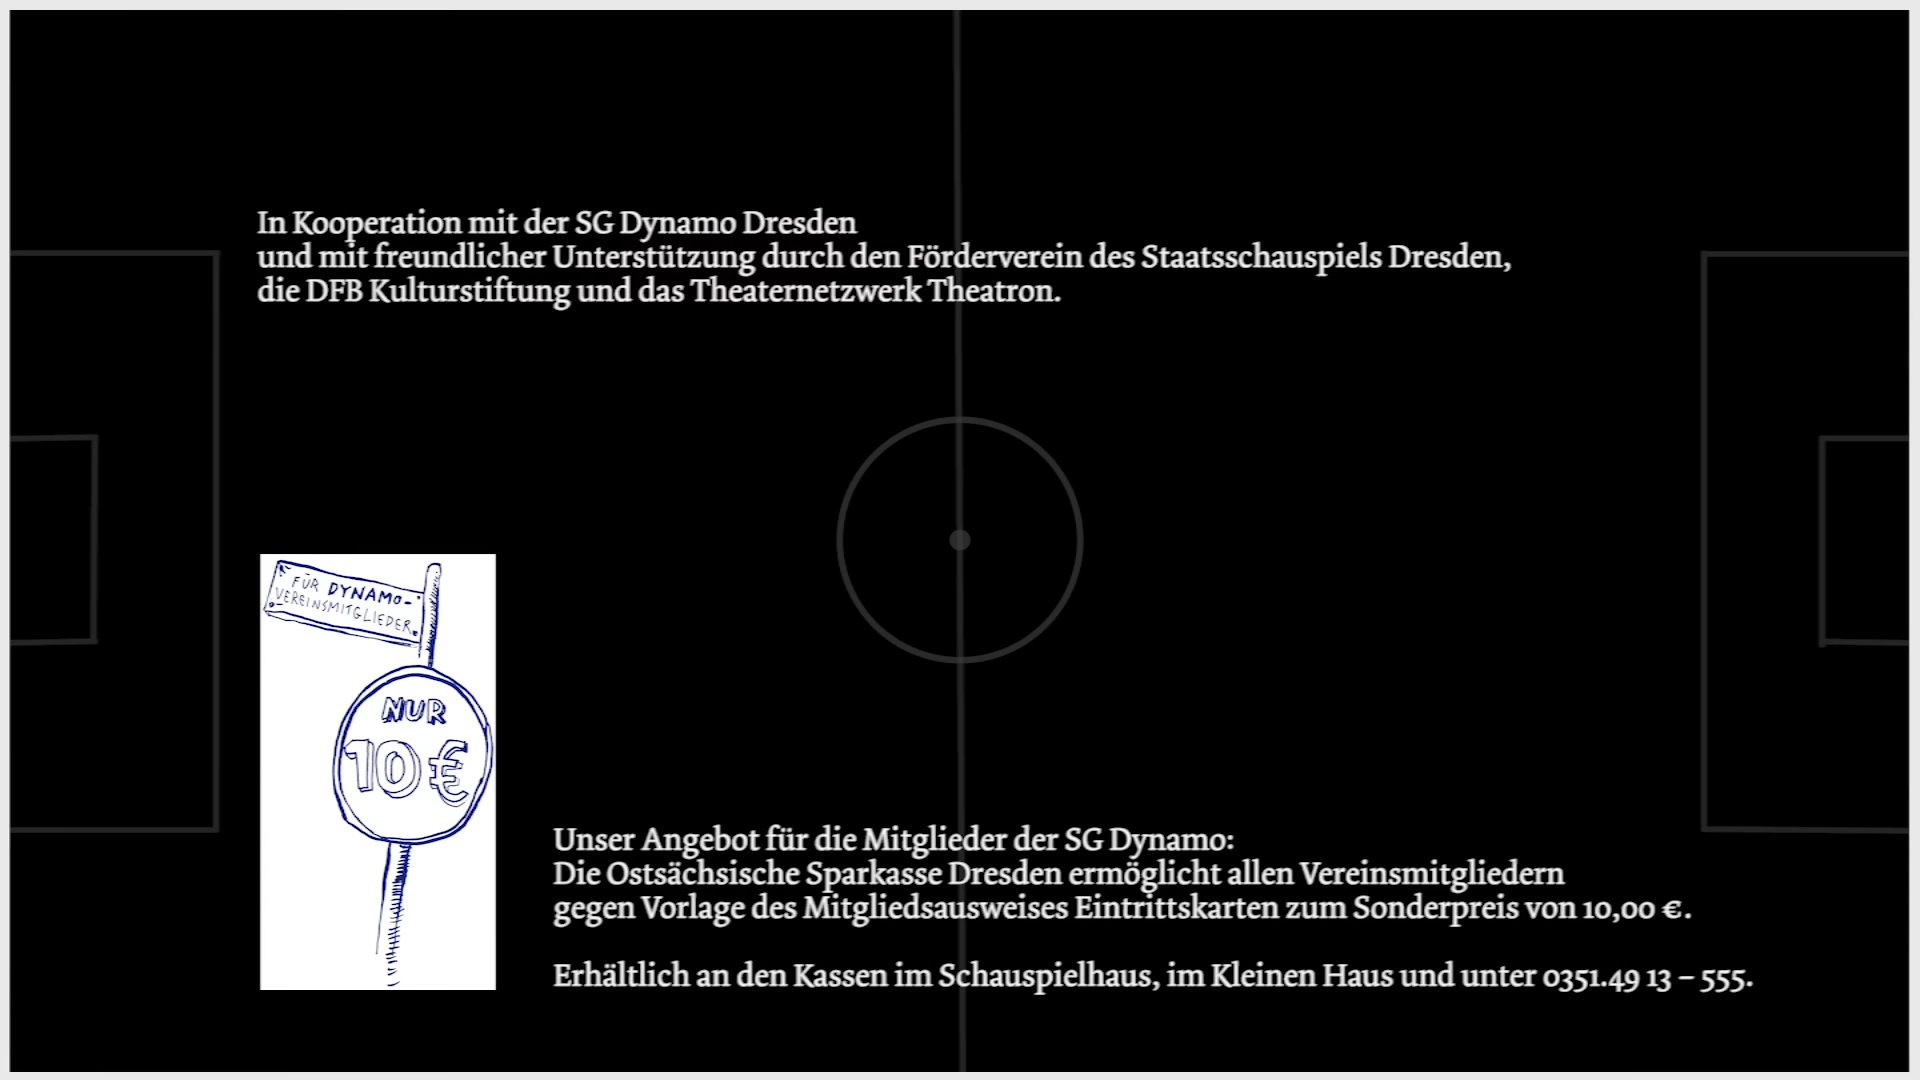 In Kooperation mit der SG Dynamo Dresden
und mit freundlicher Unterstützung durch den Förderverein des Staatsschauspiels Dresden,
die DFB Kulturstiftung und das Theaternetzwerk Theatron.
FÜR DYNAMO-
VEREINSMITGLIEDER
NUR
10 €
Unser Angebot für die Mitglieder der SG Dynamo:
Die Ostsächsische Sparkasse Dresden ermöglicht allen Vereinsmitgliedern
gegen Vorlage des Mitgliedsausweises Eintrittskarten zum Sonderpreis von 10,00 €.
Erhältlich an den Kassen im Schauspielhaus, im Kleinen Haus und unter 0351.49 13 – 555.